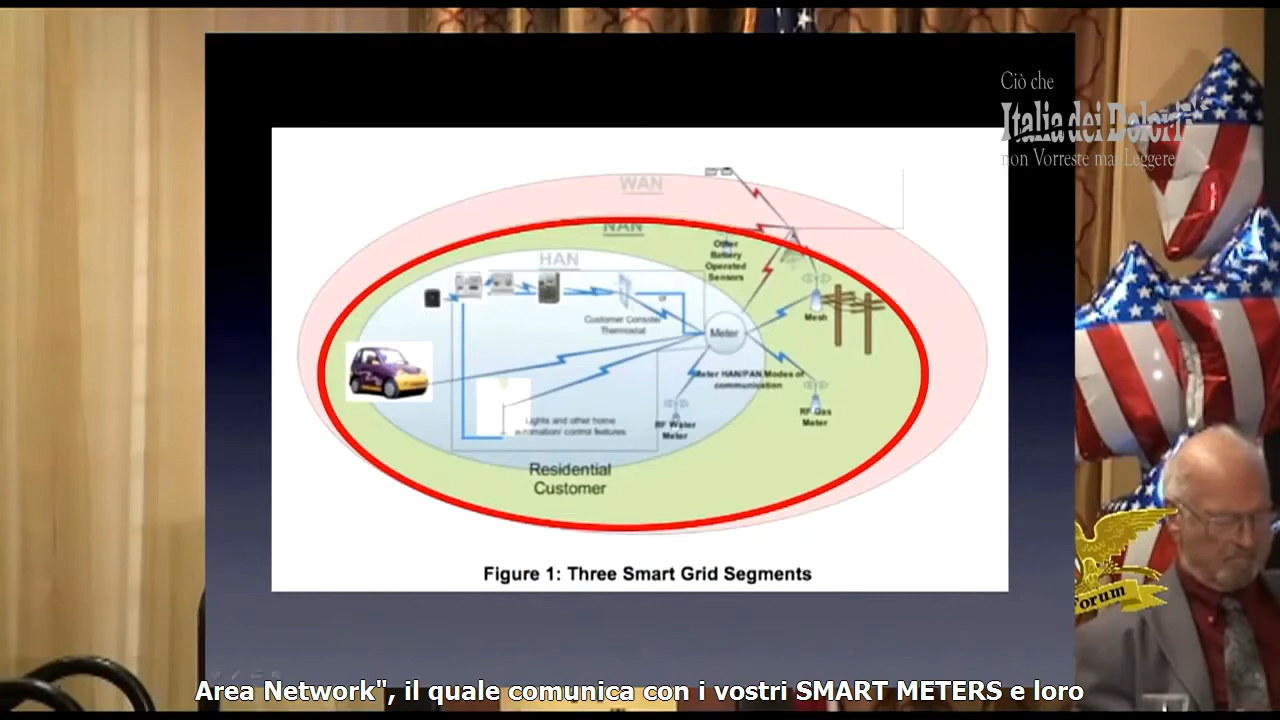 Ciò che
Italia dei Dolori
non Vorreste mai Leggere
WAN
NAN
HAN
Other
Battery
Operated
Sensors
or
Customer Console
Thermostat
Meter
Mesh
Meter HAN/PAN Modes of
communication
Lights and other home
automation/ control features
RF Water
Meter
RF Gas
Meter
Residential
Customer
Figure 1: Three Smart Grid Segments
Forum
Area Network", il quale comunica con i vostri SMART METERS e loro